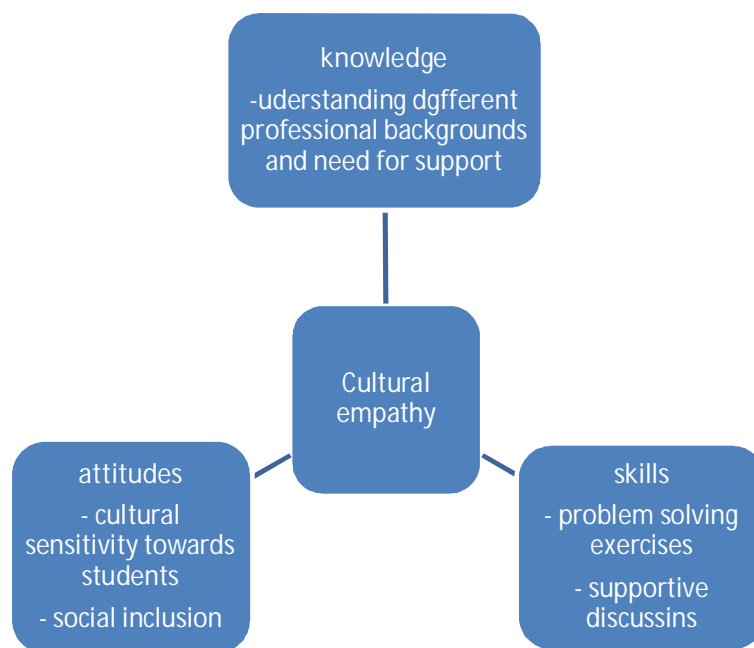 knowledge
-uderstanding dgfferent
professional backgrounds
and need for support
Cultural
empathy
attitudes
- cultural
sensitivity towards
students
- social inclusion
skills
- problem solving
exercises
- supportive
discussins